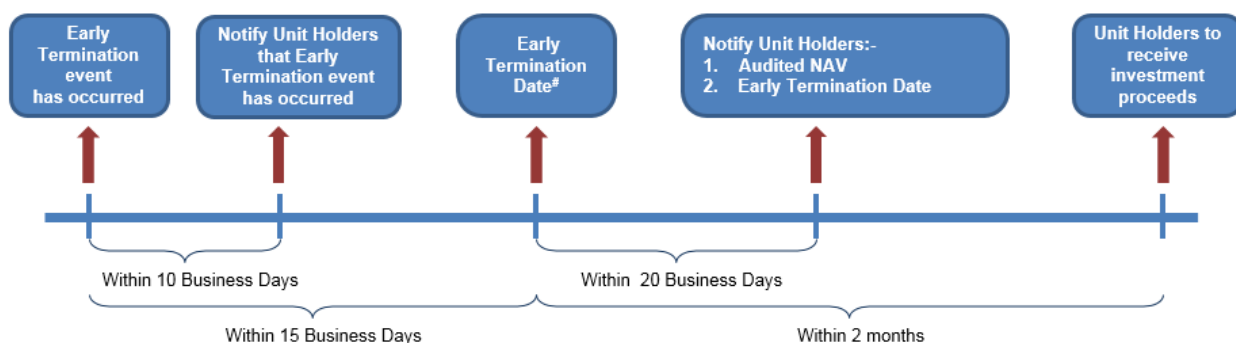 Early
Termination
event
has occurred
Notify Unit Holders
that Early
Termination event
has occurred
Early
Termination
Date#
Notify Unit Holders:-
1. Audited NAV
2. Early Termination Date
Unit Holders to
receive
investment
proceeds
Within 10 Business Days
Within 20 Business Days
Within 15 Business Days
Within 2 months